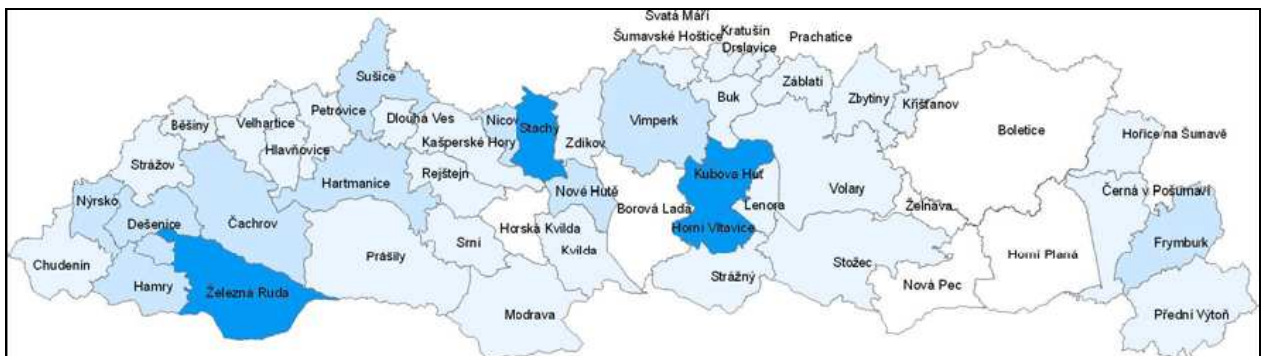 Svatá Máří
Kratušín
Šumavské Hoštice
Drslavice
Prachatice
Sušice
Petrovice
Záblatí
Zbytiny
Křišťanov
Buk
Běšiny
Velhartice
Dlouhá Ves
Nicov
Stachy
Vimperk
Boletice
Hořice na Šumavě
Hlavňovice
Kašperské Hory
Zdíkov
Strážov
Rejštejn
Kubova Huť
Hartmanice
Nové Hutě
Volary
Černá v Pošumaví
Nýrsko
Borová Lada
Lenora
Želnava
Dešenice
Čachrov
Horská Kvilda
Horní Vltavice
Srní
Kvilda
Frymburk
Prášily
Horní Planá
Chudenín
Stožec
Strážný
Nová Pec
Hamry
Železná Ruda
Modrava
Přední Výtoň